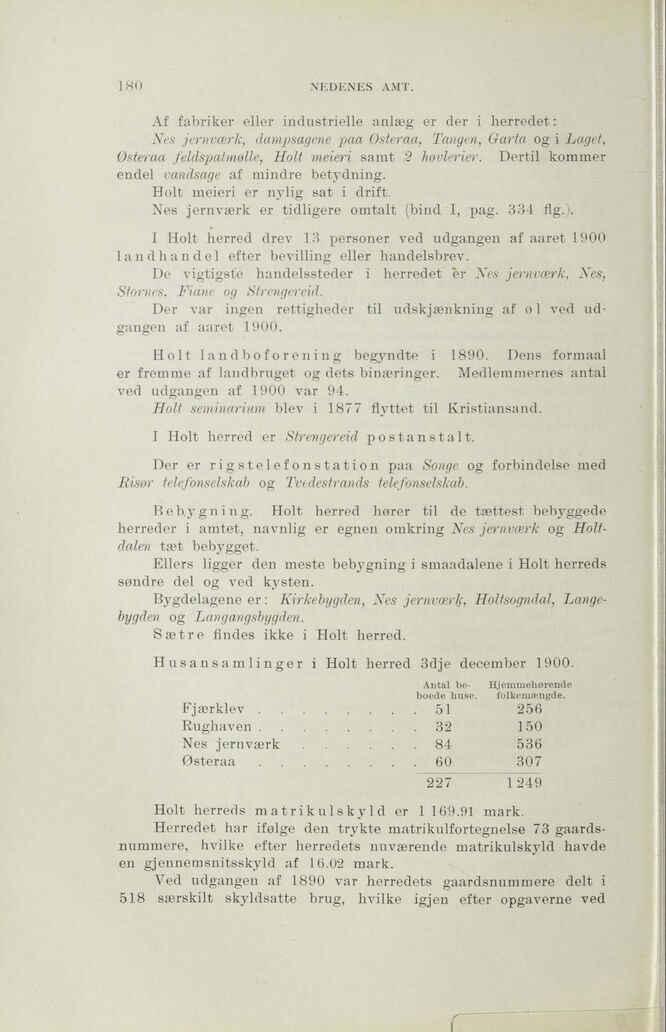 180 NEDENES AMT.
Af fabriker eller industrielle anlæg er der i herredet:
Nes jernværk, dampsagene paa Østeraa, Tangen, Garta og i Laget,
Østeraa feldspatmølle, Holt meieri samt 2 høvlerier. Dertil kommer
endel vandsage af mindre betydning.
Holt meieri er nylig sat i drift.
Nes jernværk er tidligere omtalt (bind I, pag. 334 flg.).
I Holt herred drev 13 personer ved udgangen af aaret 1900
landhandel efter bevilling eller handelsbrev.
De vigtigste handelssteder i herredet er Nes jernværk, Nes,
Stornes, Fiane og Strengereid.
Der var ingen rettigheder til udskjænkning af øl ved ud-
gangen af aaret 1900.
Holt landboforening begyndte i 1890. Dens formaal
er fremme af landbruget og dets binæringer. Medlemmernes antal
ved udgangen af 1900 var 94.
Holt seminarium blev i 1877 flyttet til Kristiansand.
I Holt herred er Strengereid postanstalt.
Der er rigstelefonstation paa Songe og forbindelse med
Risør telefonselskab og Tvedestrands telefonselskab.
Bebygning. Holt herred hører til de tættest bebyggede
herreder i amtet, navnlig er egnen omkring Nes jernværk og Holt-
dalen tæt bebygget.
Ellers ligger den meste bebygning i smaadalene i Holt herreds
søndre del og ved kysten.
Bygdelagene er: Kirkebygden, Nes jernværk, Holtsogndal, Lange-
bygden og Langangsbygden.
Sætre findes ikke i Holt herred.
Husansamlinger i Holt herred 3dje december 1900.
Antal be- Hjemmehørende
boede huse. folkemængde.
Fjærklev . . . . . . . . 51 256
Rughaven . . . . . . . . 32 150
Nes jernværk . . . . . . 84 536
Østeraa . . . . . . . . 60 307
227 1 249
Holt herreds matrikulskyld er 1 169.91 mark.
Herredet har ifølge den trykte matrikulfortegnelse 73 gaards-
nummere, hvilke efter herredets nuværende matrikulskyld havde
en gjennemsnitsskyld af 16.02 mark.
Ved udgangen af 1890 var herredets gaardsnummere delt i
518 særskilt skyldsatte brug, hvilke igjen efter opgaverne ved